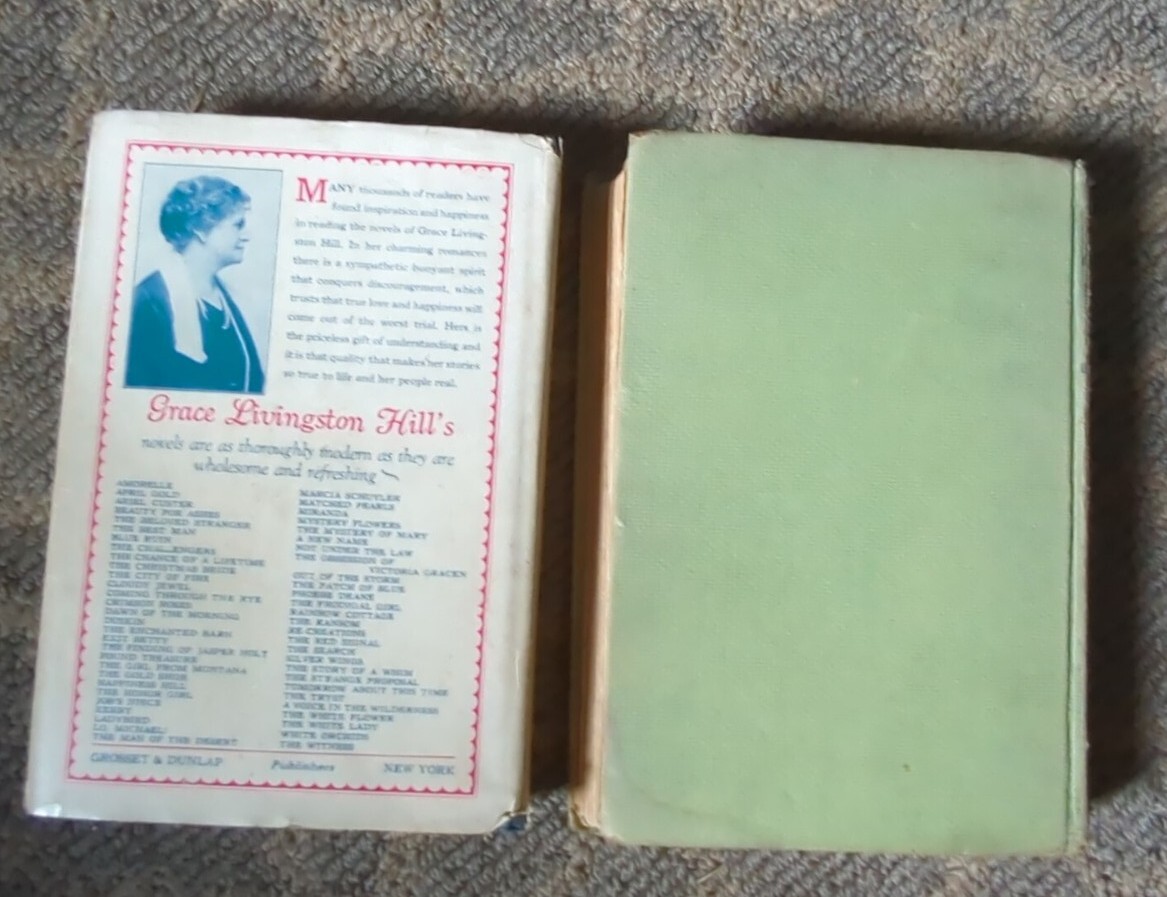 MANY thousands of readers have
found inspiration and happiness
in reading the novels of Grace Living-
ston Hill. In her charming romances
there is a sympathetic buoyant spirit
that conquers discouragement, which
trusts that true love and happiness will
come out of the worst trial. Hers is
the priceless gift of understanding and
it is that quality that makes her stories
so true to life and her people real.
Grace Livingston Hill's
novels are as thoroughly modern as they are
wholesome and refreshing
AMORELLE
APRIL GOLD
ARIEL CUSTER
BEAUTY FOR ASHES
THE BELOVED STRANGER
THE BEST MAN
BLUE RUIN
THE CHALLENGERS
THE CHANCE OF A LIFETIME
THE CHRISTMAS BRIDE
THE CITY OF FIRE
CLOUDY JEWEL
COMING THROUGH THE RYE
CRIMSON ROSES
DAWN OF THE MORNING
DUSKIN
THE ENCHANTED BARN
EXIT BETTY
THE FINDING OF JASPER HOLT
FOUND TREASURE
THE GIRL FROM MONTANA
THE GOLD SHOE
HAPPINESS HILL
THE HONOR GIRL
JOB'S NIECE
KERRY
LADYBIRD
LO, MICHAEL!
THE MAN OF THE DESERT
MARCIA SCHUYLER
MATCHED PEARLS
MIRANDA
MYSTERY FLOWERS
THE MYSTERY OF MARY
A NEW NAME
NOT UNDER THE LAW
THE OBSESSION OF
VICTORIA GRACEN
OUT OF THE STORM
THE PATCH OF BLUE
PHOEBE DEANE
THE PRODIGAL GIRL
RAINBOW COTTAGE
THE RANSOM
RE-CREATIONS
THE RED SIGNAL
THE SEARCH
SILVER WINGS
THE STORY OF A WHIM
THE STRANGE PROPOSAL
TOMORROW ABOUT THIS TIME
THE TRYST
A VOICE IN THE WILDERNESS
THE WHITE FLOWER
THE WHITE LADY
WHITE ORCHIDS
THE WITNESS
GROSSET & DUNLAP Publishers NEW YORK